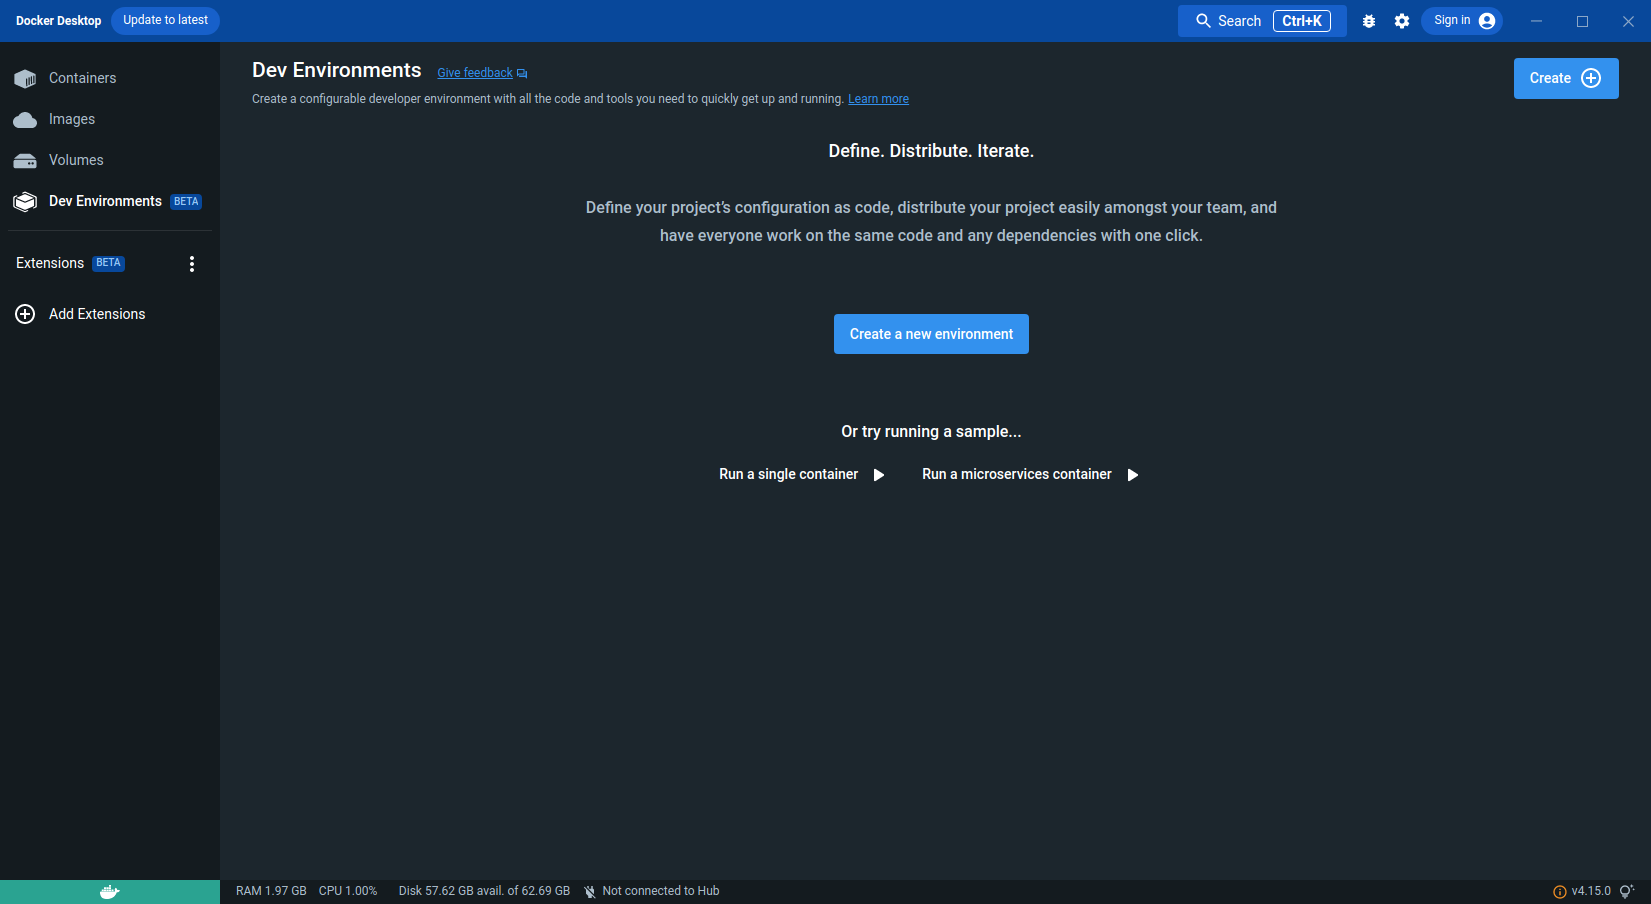 Docker Desktop Update to latest Search Ctrl+K Sign in
Containers
Images
Volumes
Dev Environments BETA
Extensions BETA
Add Extensions
Dev Environments Give feedback
Create a configurable developer environment with all the code and tools you need to quickly get up and running. Learn more
Create
Define. Distribute. Iterate.
Define your project's configuration as code, distribute your project easily amongst your team, and
have everyone work on the same code and any dependencies with one click.
Create a new environment
Or try running a sample...
Run a single container Run a microservices container
RAM 1.97 GB CPU 1.00% Disk 57.62 GB avail. of 62.69 GB Not connected to Hub v4.15.0